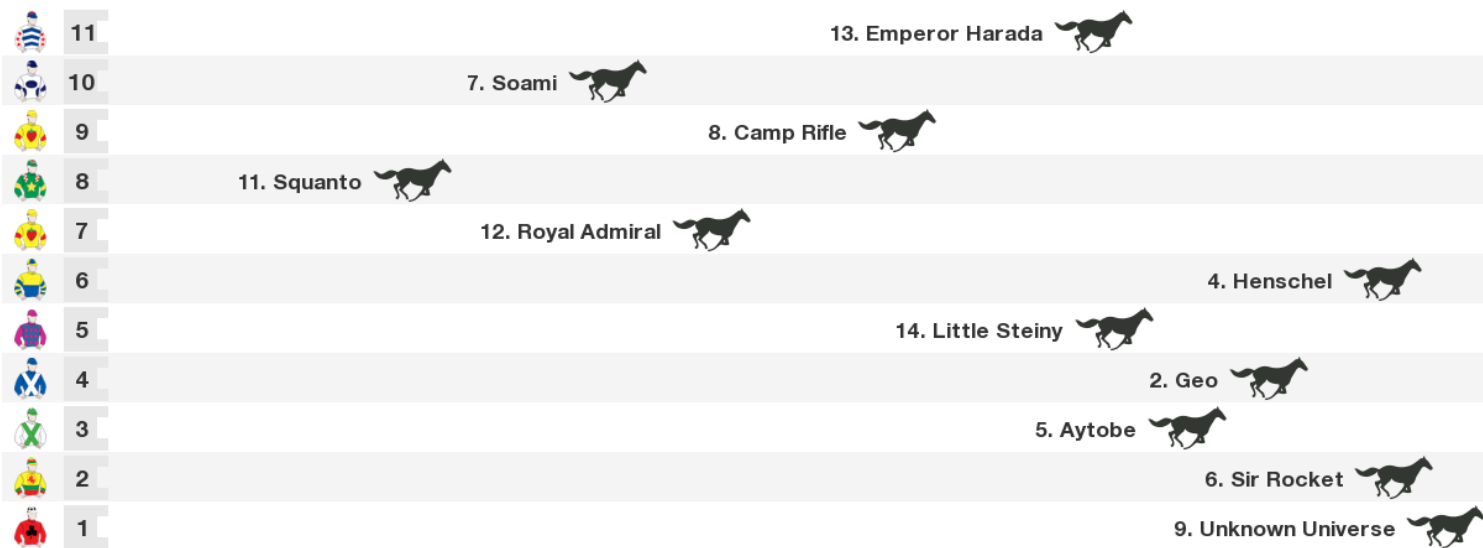 11 13. Emperor Harada
10 7. Soami
9 8. Camp Rifle
8 11. Squanto
7 12. Royal Admiral
6 4. Henschel
5 14. Little Steiny
4 2. Geo
3 5. Aytobe
2 6. Sir Rocket
1 9. Unknown Universe